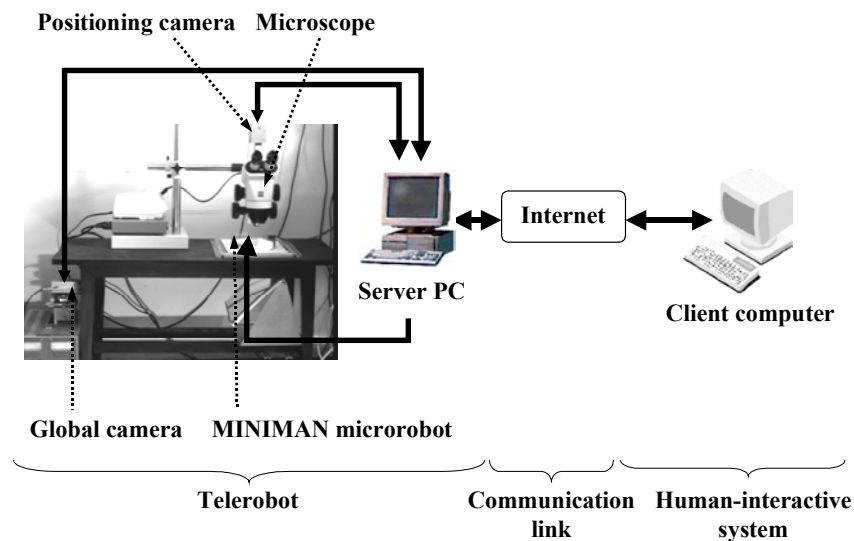 Positioning camera Microscope
Internet
Server PC
Client computer
Global camera MINIMAN microrobot
Telerobot
Communication
link
Human-interactive
system